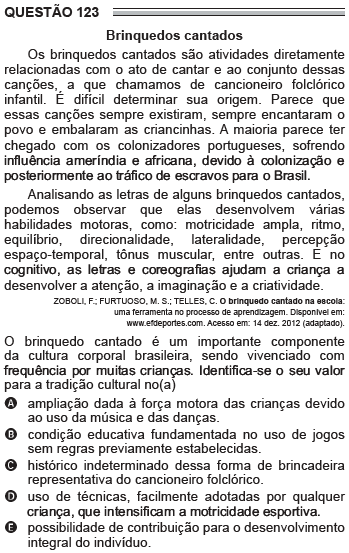 QUESTÃO 123
Brinquedos cantados
Os brinquedos cantados são atividades diretamente
relacionadas com o ato de cantar e ao conjunto dessas
canções, a que chamamos de cancioneiro folclórico
infantil. É difícil determinar sua origem. Parece que
essas canções sempre existiram, sempre encantaram o
povo e embalaram as criancinhas. A maioria parece ter
chegado com os colonizadores portugueses, sofrendo
influência ameríndia e africana, devido à colonização e
posteriormente ao tráfico de escravos para o Brasil.
Analisando as letras de alguns brinquedos cantados,
podemos observar que elas desenvolvem várias
habilidades motoras, como: motricidade ampla, ritmo,
equilíbrio, direcionalidade, lateralidade, percepção
espaço-temporal, tônus muscular, entre outras. E no
cognitivo, as letras e coreografias ajudam a criança a
desenvolver a atenção, a imaginação e a criatividade.
ZOBOLI, F.; FURTUOSO, M. S.; TELLES, C. O brinquedo cantado na escola:
uma ferramenta no processo de aprendizagem. Disponível em:
www.efdeportes.com. Acesso em: 14 dez. 2012 (adaptado).
O brinquedo cantado é um importante componente
da cultura corporal brasileira, sendo vivenciado com
frequência por muitas crianças. Identifica-se o seu valor
para a tradição cultural no(a)
A ampliação dada à força motora das crianças devido
ao uso da música e das danças.
B condição educativa fundamentada no uso de jogos
sem regras previamente estabelecidas.
C histórico indeterminado dessa forma de brincadeira
representativa do cancioneiro folclórico.
D uso de técnicas, facilmente adotadas por qualquer
criança, que intensificam a motricidade esportiva.
E possibilidade de contribuição para o desenvolvimento
integral do indivíduo.